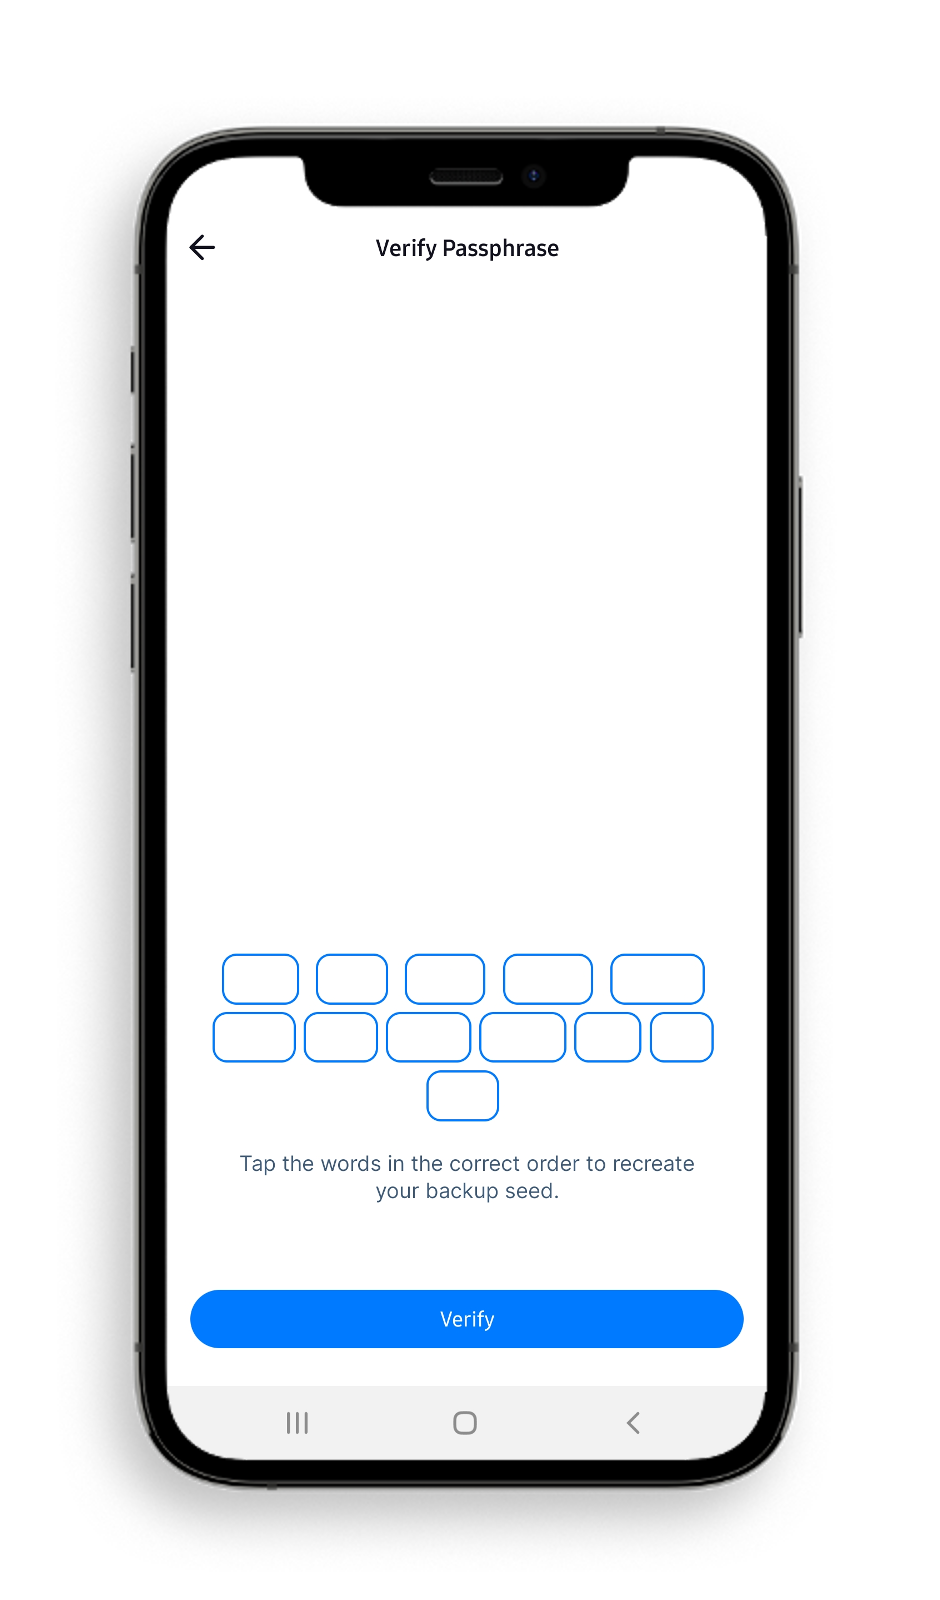 Verify Passphrase
Tap the words in the correct order to recreate
your backup seed.
Verify